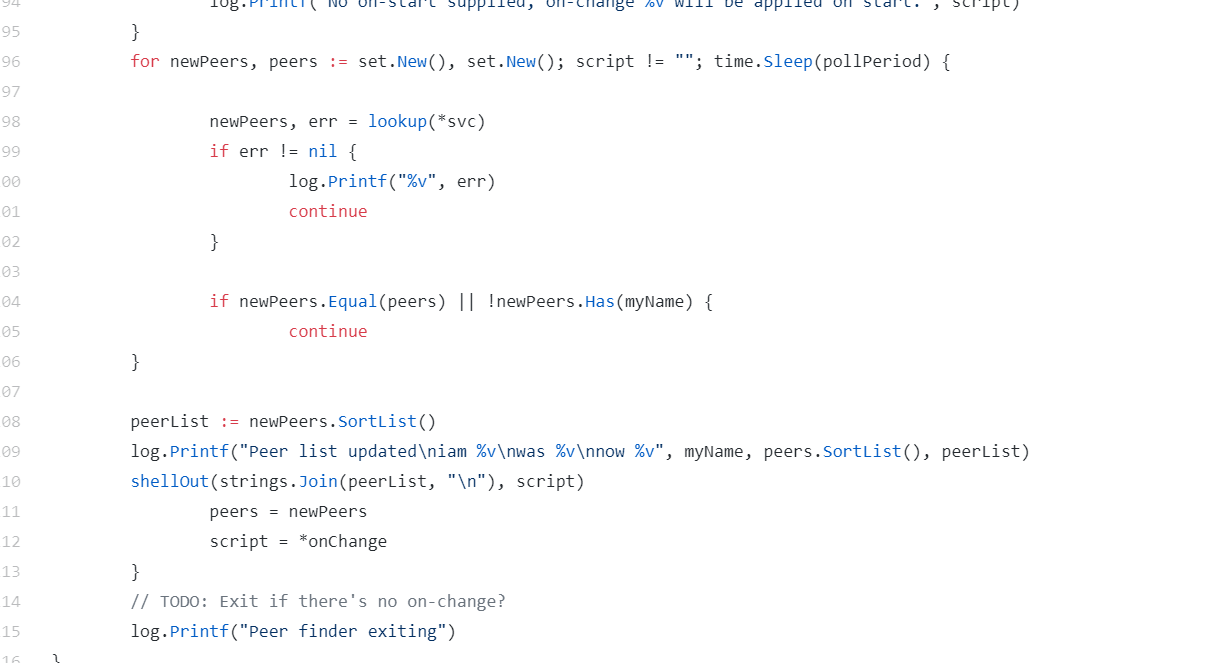 94 log.Printf("No on-start supplied, on-change %v will be applied on start.", script)
95 }
96 for newPeers, peers := set.New(), set.New(); script != ""; time.Sleep(pollPeriod) {
97
98 newPeers, err = lookup(*svc)
99 if err != nil {
00 log.Printf("%v", err)
01 continue
02 }
03
04 if newPeers.Equal(peers) || !newPeers.Has(myName) {
05 continue
06 }
07
08 peerList := newPeers.SortList()
09 log.Printf("Peer list updated\niam %v\nwas %v\nnow %v", myName, peers.SortList(), peerList)
10 shellOut(strings.Join(peerList, "\n"), script)
11 peers = newPeers
12 script = *onChange
13 }
14 // TODO: Exit if there's no on-change?
15 log.Printf("Peer finder exiting")
16 }